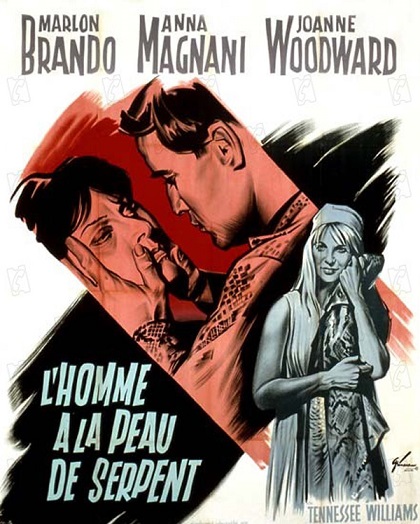 MARLON ANNA JOANNE
BRANDO MAGNANI WOODWARD
L'HOMME
A LA PEAU
DE SERPENT
TENNESSEE WILLIAMS